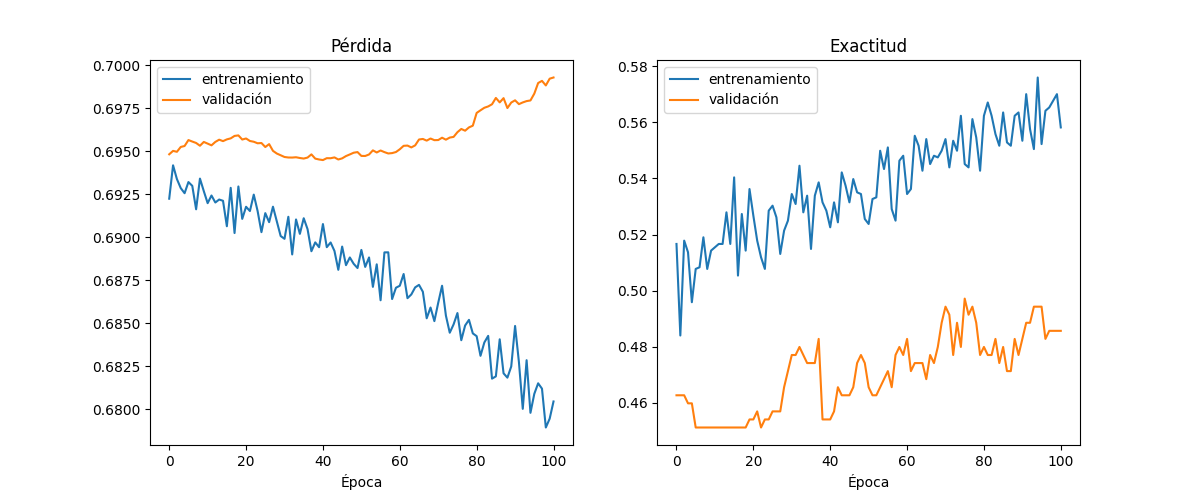 Pérdida
0.7000
0.6975
0.6950
0.6925
0.6900
0.6875
0.6850
0.6825
0.6800
entrenamiento
validación
0 20 40 60 80 100
Época
Exactitud
0.58
0.56
0.54
0.52
0.50
0.48
0.46
entrenamiento
validación
0 20 40 60 80 100
Época